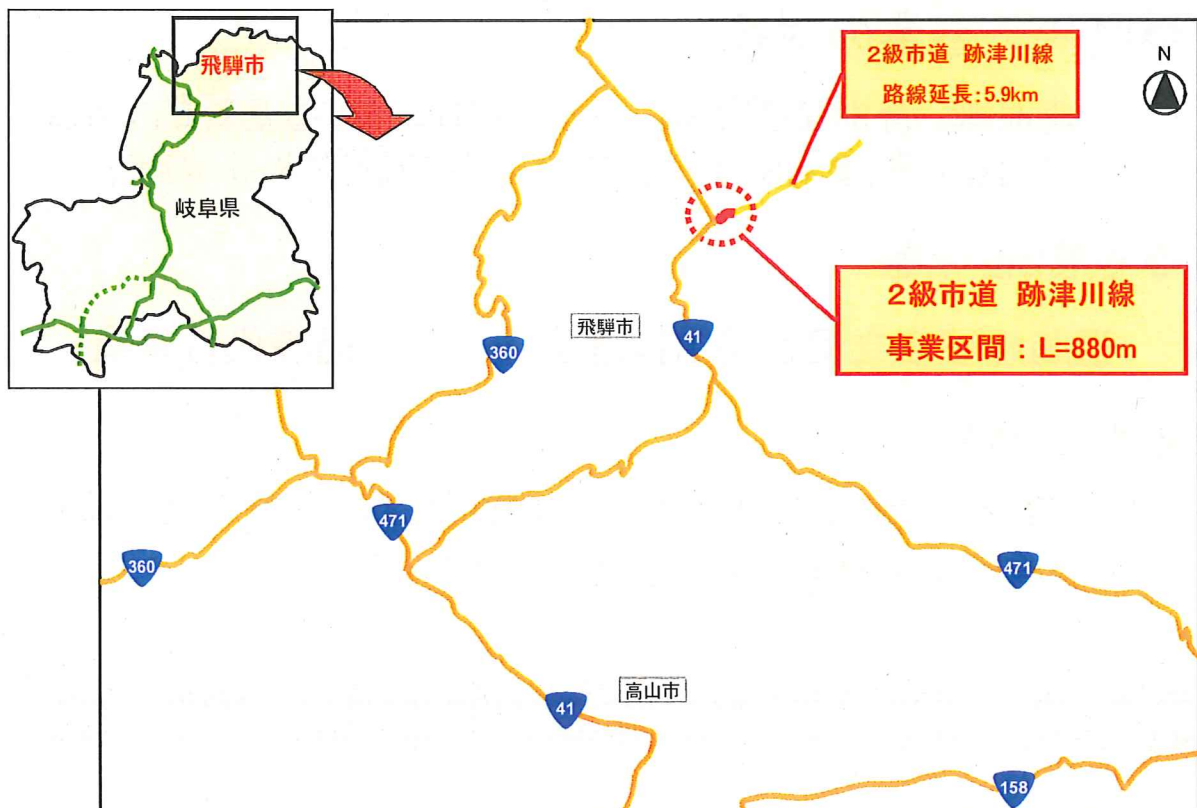 飛騨市
岐阜県
2級市道 跡津川線
路線延長:5.9km
N
2級市道 跡津川線
事業区間 : L=880m
飛騨市
41
360
471
360
471
高山市
41
158